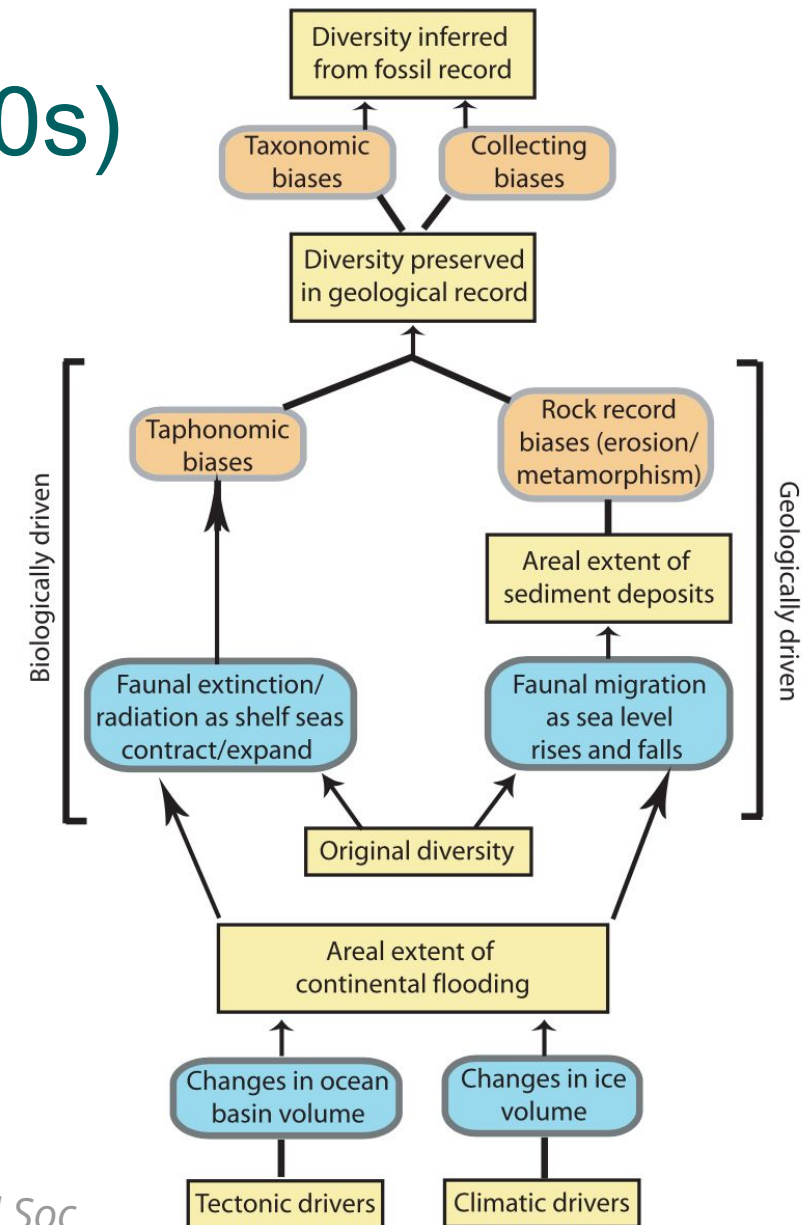 Diversity inferred
from fossil record
0s)
Taxonomic
biases
Collecting
biases
Diversity preserved
in geological record
Taphonomic
biases
Rock record
biases (erosion/
metamorphism)
Biologically driven
Geologically driven
Areal extent of
sediment deposits
Faunal extinction/
radiation as shelf seas
contract/expand
Faunal migration
as sea level
rises and falls
Original diversity
Areal extent of
continental flooding
Changes in ocean
basin volume
Changes in ice
volume
Tectonic drivers
Climatic drivers
Soc